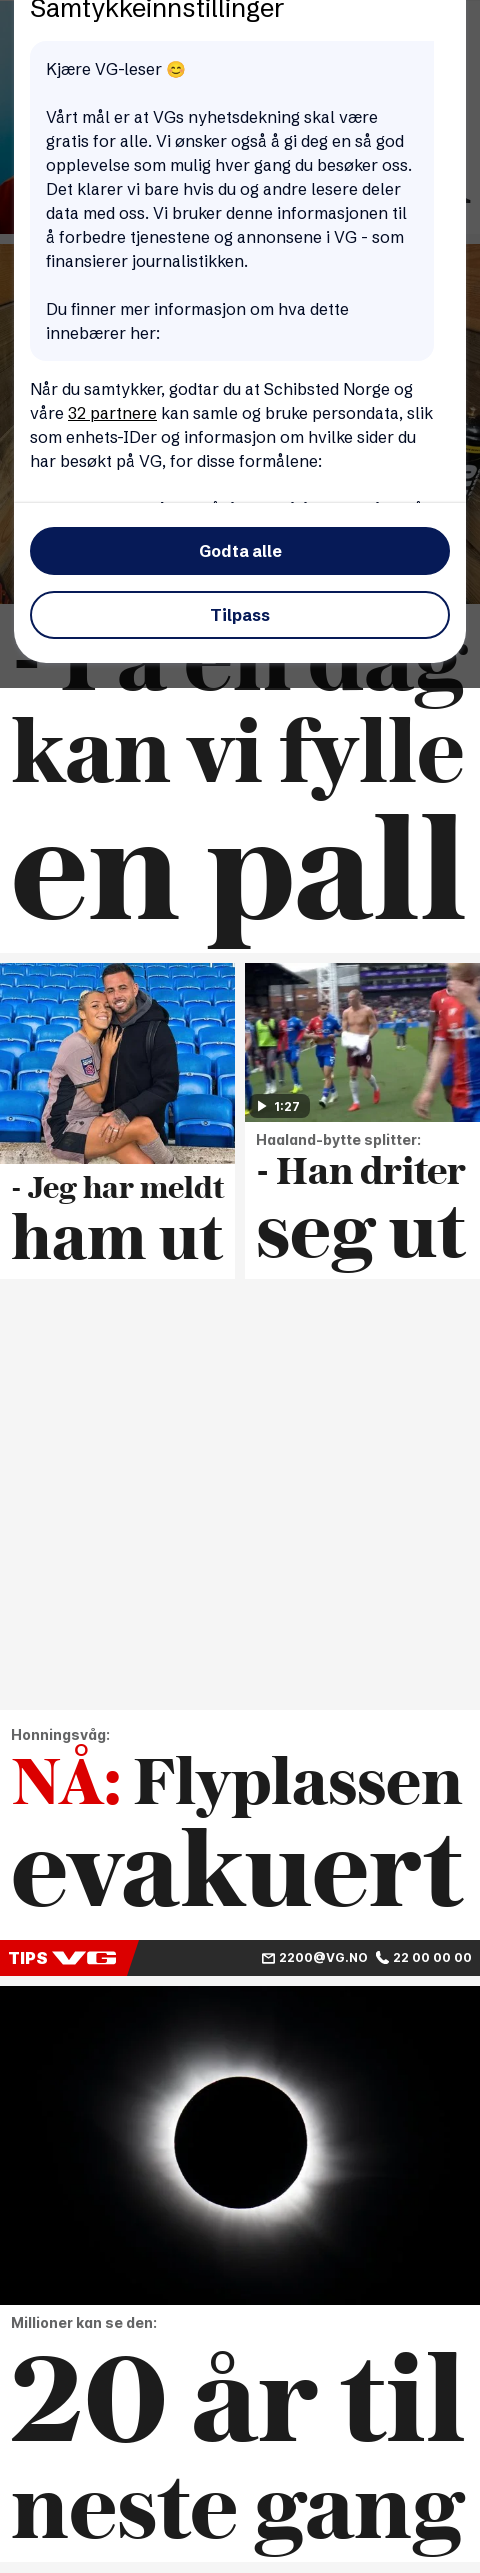 Samtykkeinnstillinger
Kjære VG-leser 😊
Vårt mål er at VGs nyhetsdekning skal være
gratis for alle. Vi ønsker også å gi deg en så god
opplevelse som mulig hver gang du besøker oss.
Det klarer vi bare hvis du og andre lesere deler
data med oss. Vi bruker denne informasjonen til
å forbedre tjenestene og annonsene i VG - som
finansierer journalistikken.
Du finner mer informasjon om hva dette
innebærer her:
Når du samtykker, godtar du at Schibsted Norge og
våre 32 partnere kan samle og bruke persondata, slik
som enhets-IDer og informasjon om hvilke sider du
har besøkt på VG, for disse formålene:
Godta alle
Tilpass
en dag
kan vi fylle
en pall
1:27
- Jeg har meldt
ham ut
Haaland-bytte splitter:
- Han driter
seg ut
Honningsvåg:
NÅ: Flyplassen
evakuert
TIPS VG
2200@VG.NO 22 00 00 00
Millioner kan se den:
20 år til
neste gang